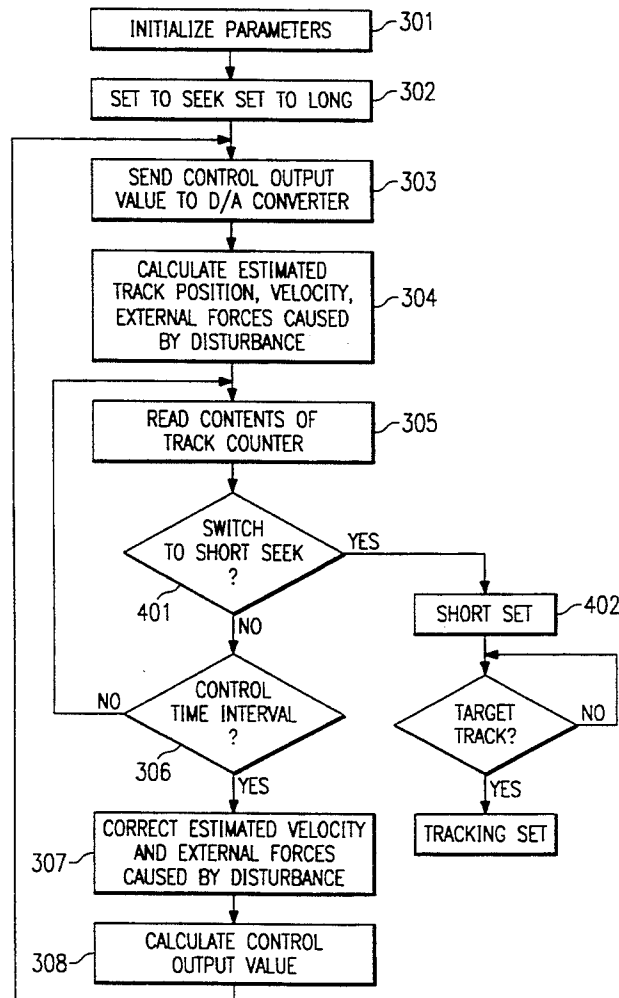 INITIALIZE PARAMETERS
301
SET TO SEEK SET TO LONG
302
SEND CONTROL OUTPUT
VALUE TO D/A CONVERTER
303
CALCULATE ESTIMATED
TRACK POSITION, VELOCITY,
EXTERNAL FORCES CAUSED
BY DISTURBANCE
304
READ CONTENTS OF
TRACK COUNTER
305
SWITCH
TO SHORT SEEK
?
YES
401
NO
SHORT SET
402
CONTROL
TIME INTERVAL
?
NO
306
YES
TARGET
TRACK?
NO
YES
TRACKING SET
CORRECT ESTIMATED VELOCITY
AND EXTERNAL FORCES
CAUSED BY DISTURBANCE
307
CALCULATE CONTROL
OUTPUT VALUE
308